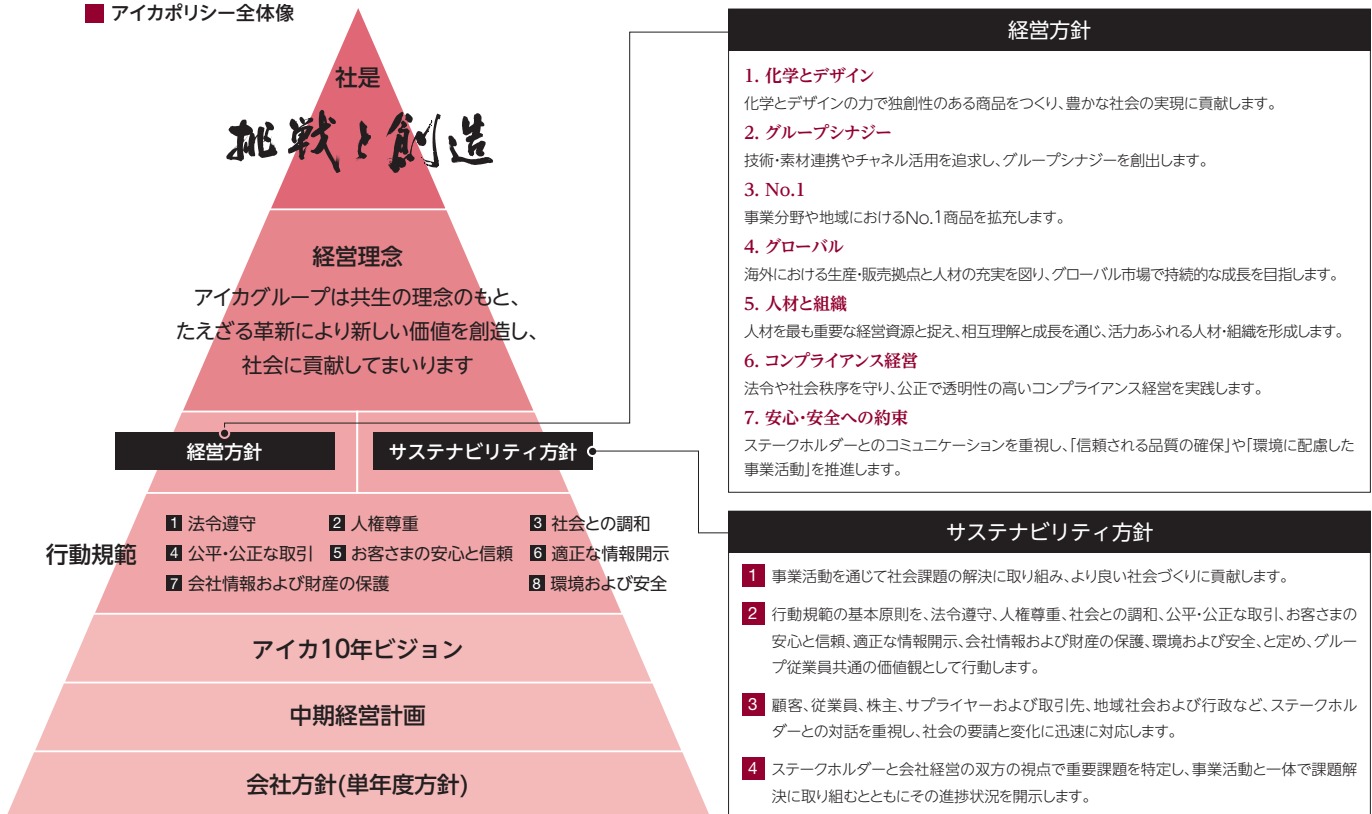 アイカポリシー全体像
社是
挑戦と創造
経営理念
アイカグループは共生の理念のもと、
たえざる革新により新しい価値を創造し、
社会に貢献してまいります
経営方針
サステナビリティ方針
行動規範
1 法令遵守
2 人権尊重
3 社会との調和
4 公平・公正な取引
5 お客さまの安心と信頼
6 適正な情報開示
7 会社情報および財産の保護
8 環境および安全
アイカ10年ビジョン
中期経営計画
会社方針(単年度方針)
経営方針
1. 化学とデザイン
化学とデザインの力で独創性のある商品をつくり、豊かな社会の実現に貢献します。
2. グループシナジー
技術・素材連携やチャネル活用を追求し、グループシナジーを創出します。
3. No.1
事業分野や地域におけるNo.1商品を拡充します。
4. グローバル
海外における生産・販売拠点と人材の充実を図り、グローバル市場で持続的な成長を目指します。
5. 人材と組織
人材を最も重要な経営資源と捉え、相互理解と成長を通じ、活力あふれる人材・組織を形成します。
6. コンプライアンス経営
法令や社会秩序を守り、公正で透明性の高いコンプライアンス経営を実践します。
7. 安心・安全への約束
ステークホルダーとのコミュニケーションを重視し、「信頼される品質の確保」や「環境に配慮した
事業活動」を推進します。
サステナビリティ方針
1 事業活動を通じて社会課題の解決に取り組み、より良い社会づくりに貢献します。
2 行動規範の基本原則を、法令遵守、人権尊重、社会との調和、公平・公正な取引、お客さまの
安心と信頼、適正な情報開示、会社情報および財産の保護、環境および安全、と定め、グルー
プ従業員共通の価値観として行動します。
3 顧客、従業員、株主、サプライヤーおよび取引先、地域社会および行政など、ステークホル
ダーとの対話を重視し、社会の要請と変化に迅速に対応します。
4 ステークホルダーと会社経営の双方の視点で重要課題を特定し、事業活動と一体で課題解
決に取り組むとともにその進捗状況を開示します。